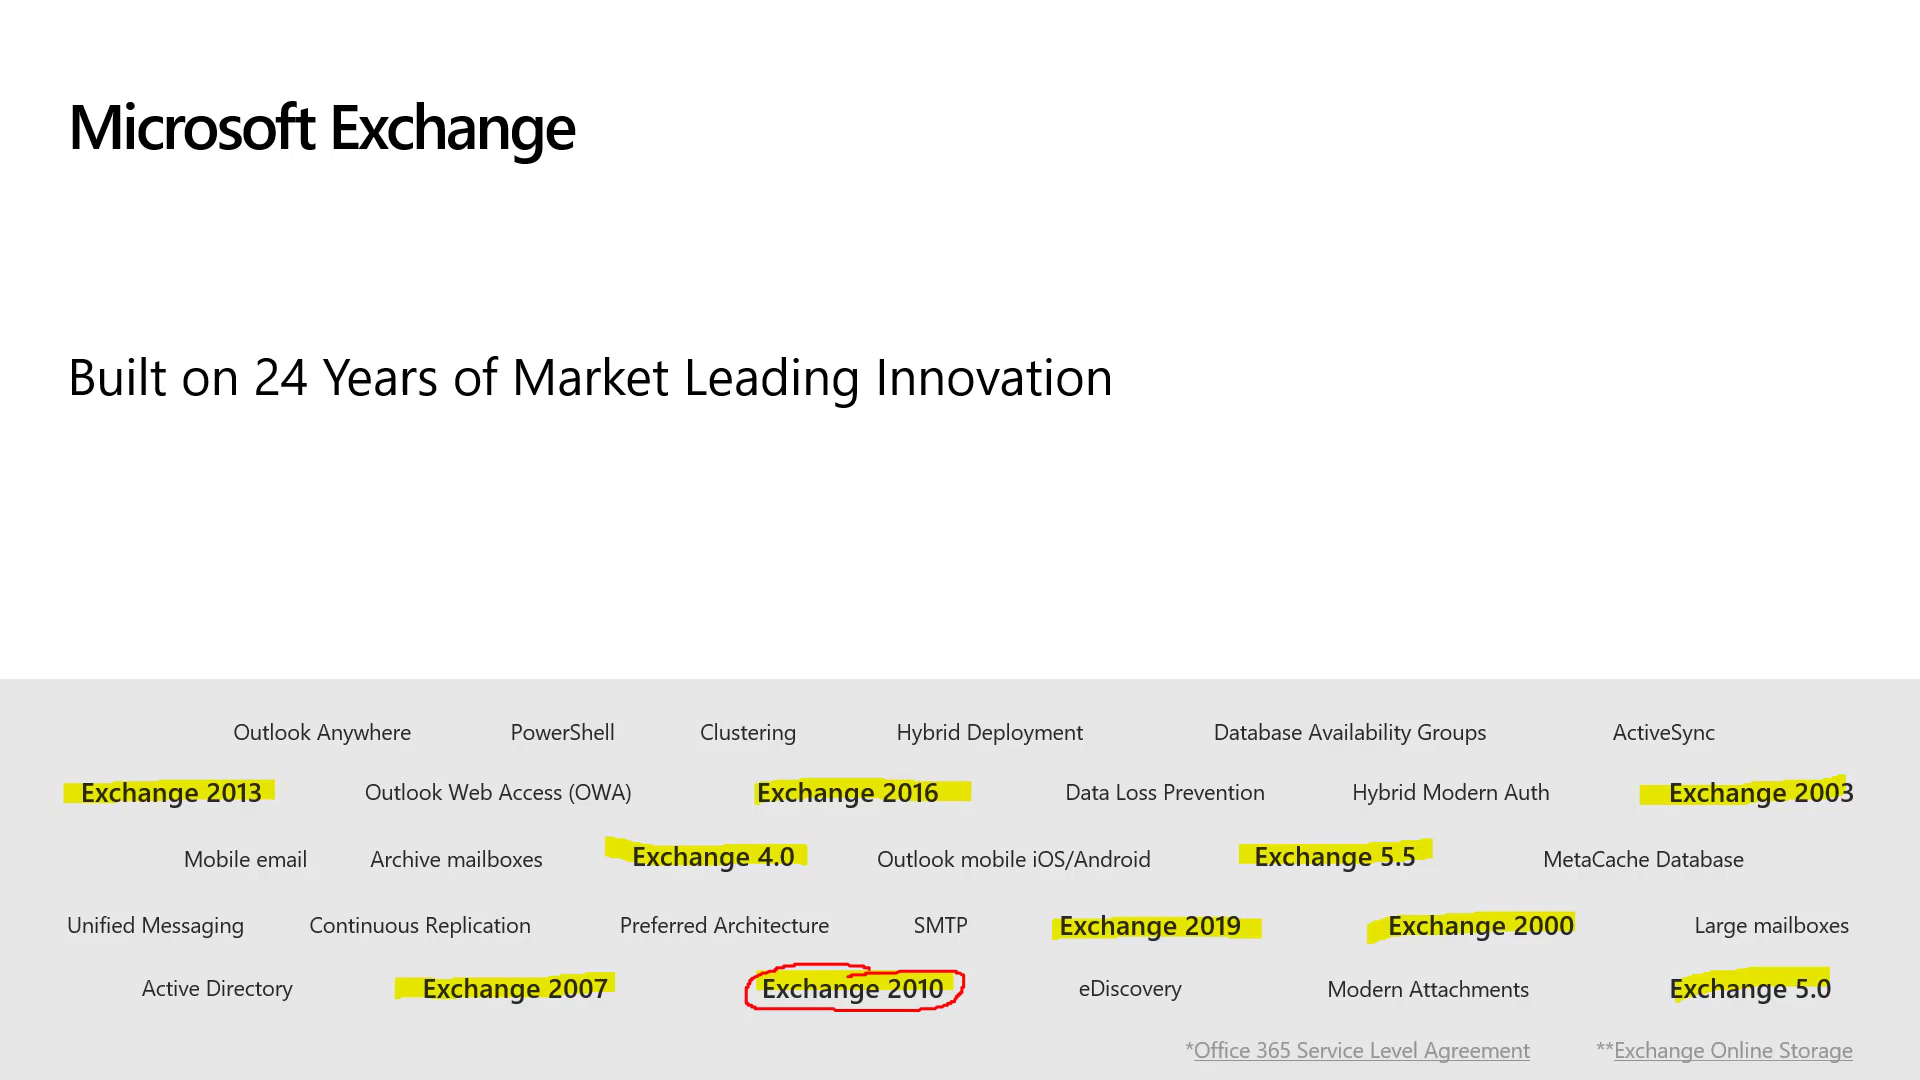 Microsoft Exchange
Built on 24 Years of Market Leading Innovation
Outlook Anywhere PowerShell Clustering Hybrid Deployment Database Availability Groups ActiveSync
Exchange 2013 Outlook Web Access (OWA) Exchange 2016 Data Loss Prevention Hybrid Modern Auth Exchange 2003
Mobile email Archive mailboxes Exchange 4.0 Outlook mobile iOS/Android Exchange 5.5 MetaCache Database
Unified Messaging Continuous Replication Preferred Architecture SMTP Exchange 2019 Exchange 2000 Large mailboxes
Active Directory Exchange 2007 Exchange 2010 eDiscovery Modern Attachments Exchange 5.0
*Office 365 Service Level Agreement **Exchange Online Storage